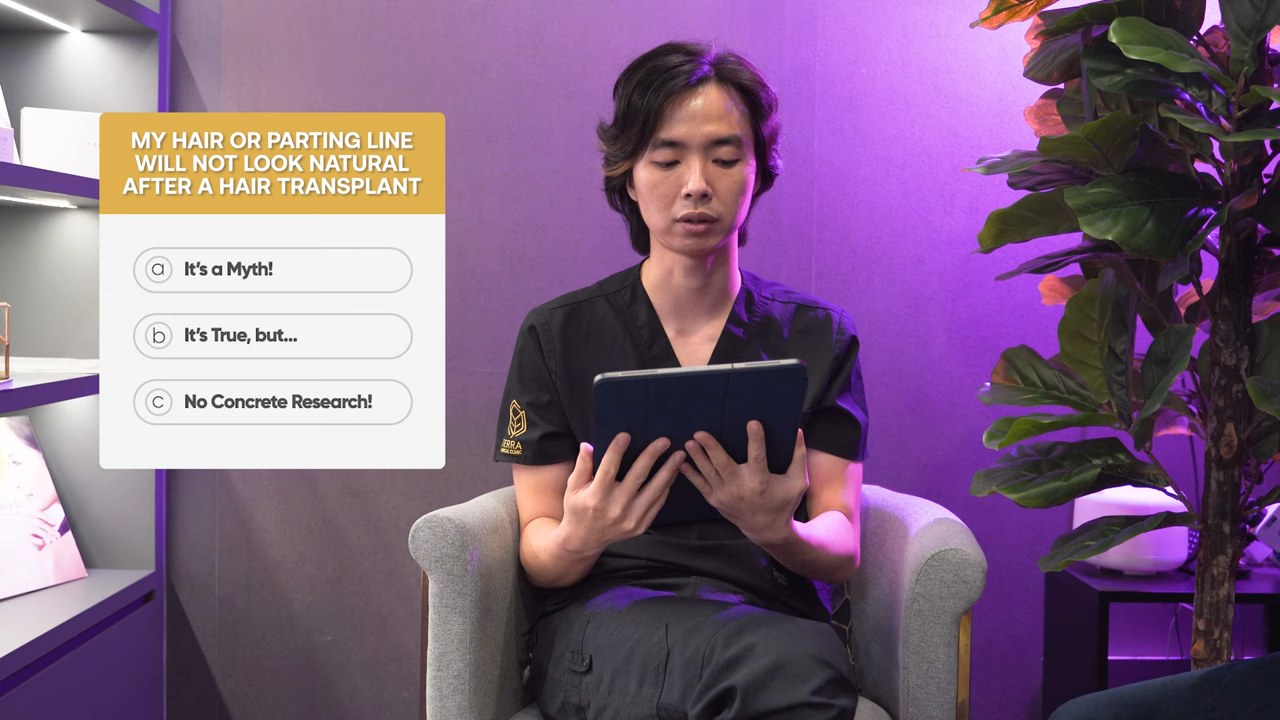 MY HAIR OR PARTING LINE
WILL NOT LOOK NATURAL
AFTER A HAIR TRANSPLANT
a It's a Myth!
b It's True, but...
c No Concrete Research!